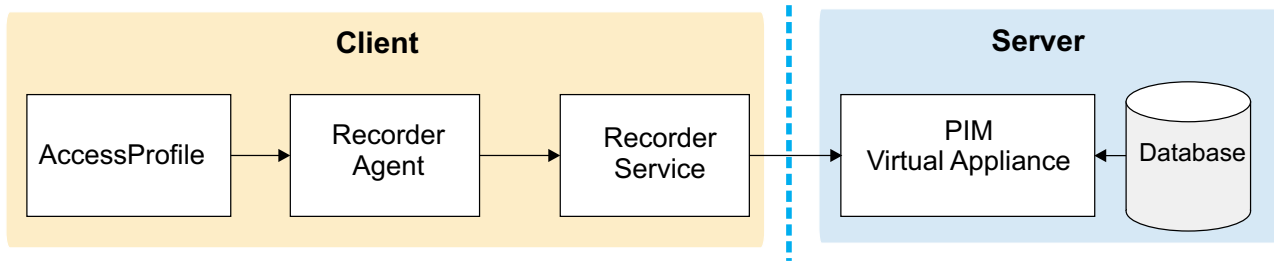 Client
Server
AccessProfile
Recorder
Agent
Recorder
Service
PIM
Virtual Appliance
Database